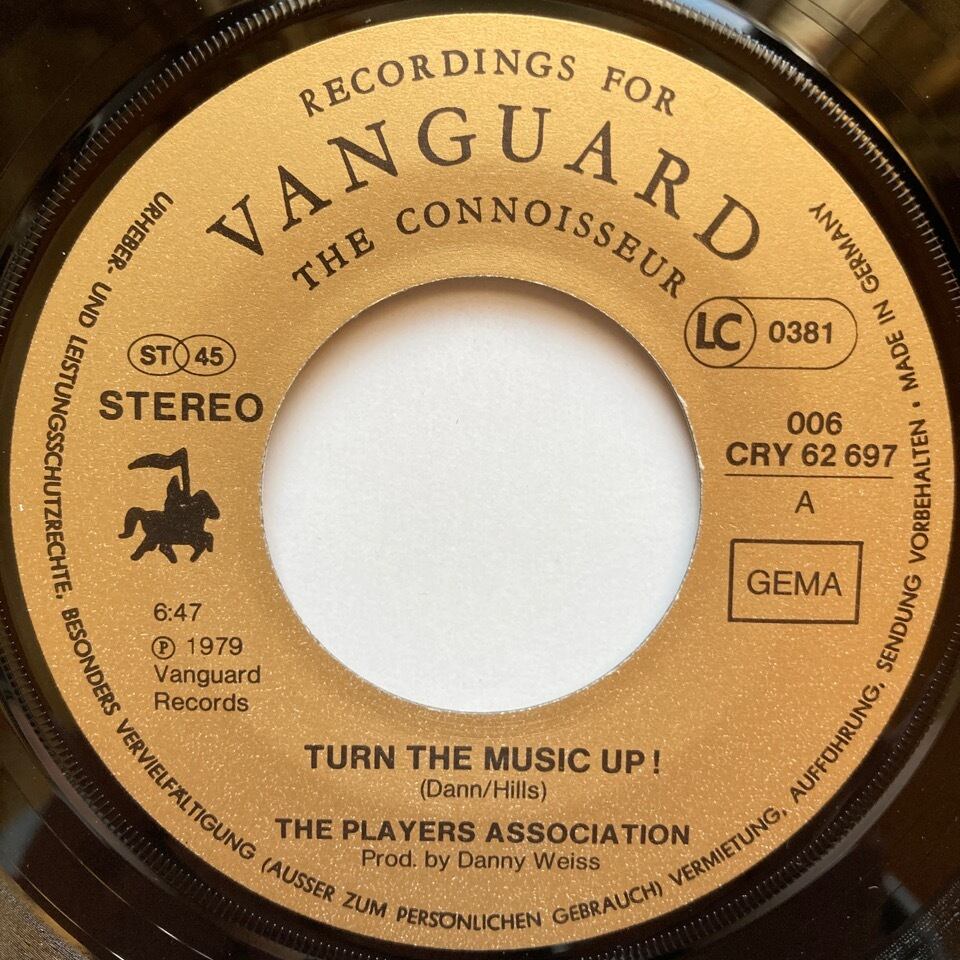 RECORDINGS FOR
VANGUARD
THE CONNOISSEUR
ST 45
STEREO
LC 0381
006
CRY 62 697
A
GEMA
6:47
Ⓟ 1979
Vanguard
Records
TURN THE MUSIC UP!
(Dann/Hills)
THE PLAYERS ASSOCIATION
Prod. by Danny Weiss
URHEBER- UND LEISTUNGSSCHUTZRECHTE, BESONDERS VERVIELFÄLTIGUNG (AUSSER ZUM PERSÖNLICHEN GEBRAUCH) VERMIETUNG, AUFFÜHRUNG, SENDUNG VORBEHALTEN • MADE IN GERMANY